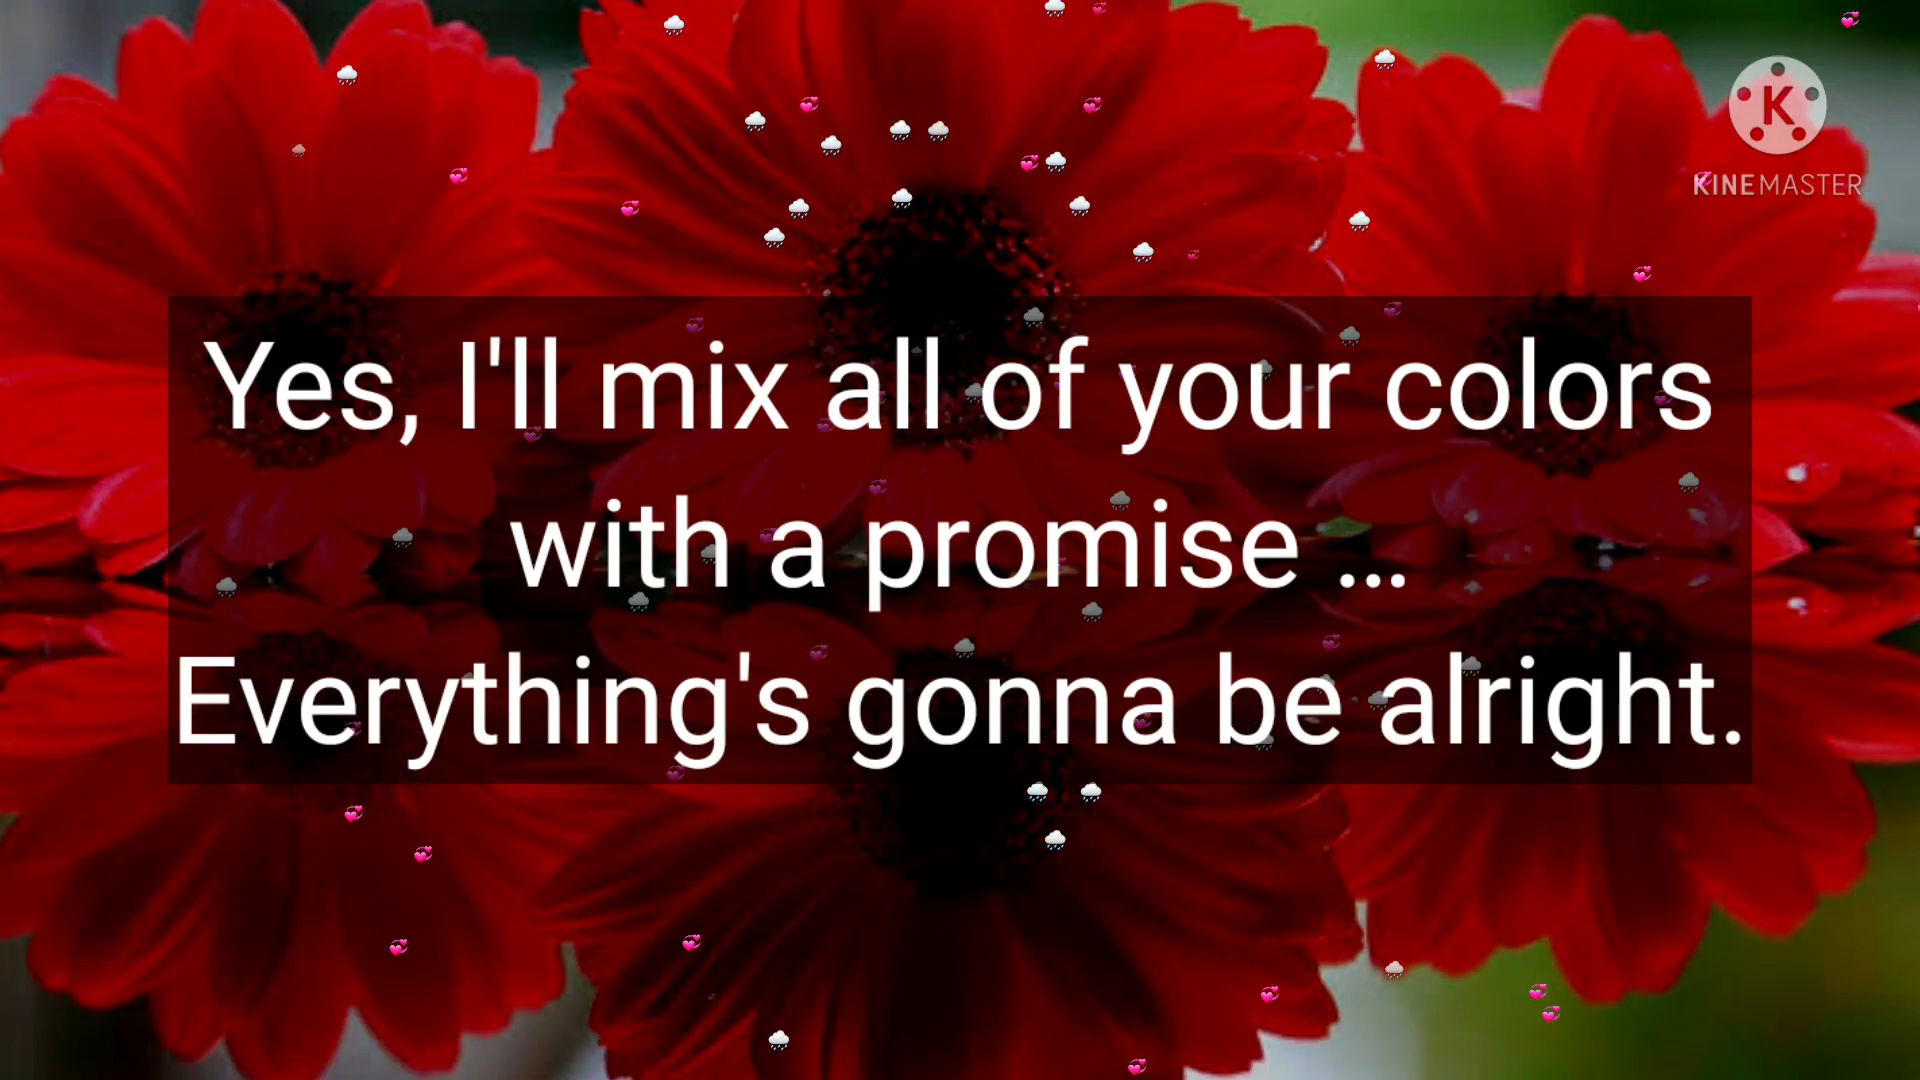 K
KINEMASTER
Yes, I'll mix all of your colors
with a promise ...
Everything's gonna be alright.